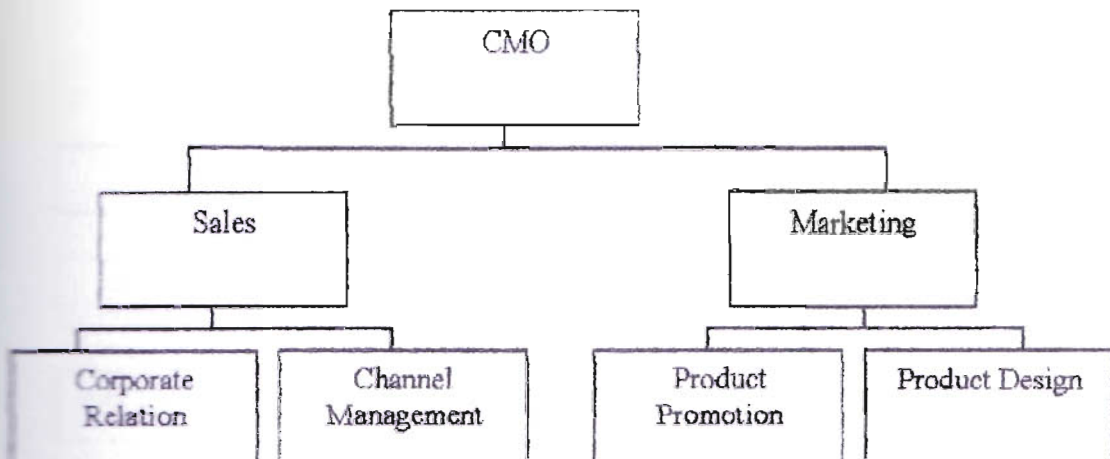 CMO
Sales
Marketing
Corporate
Relation
Channel
Management
Product
Promotion
Product Design